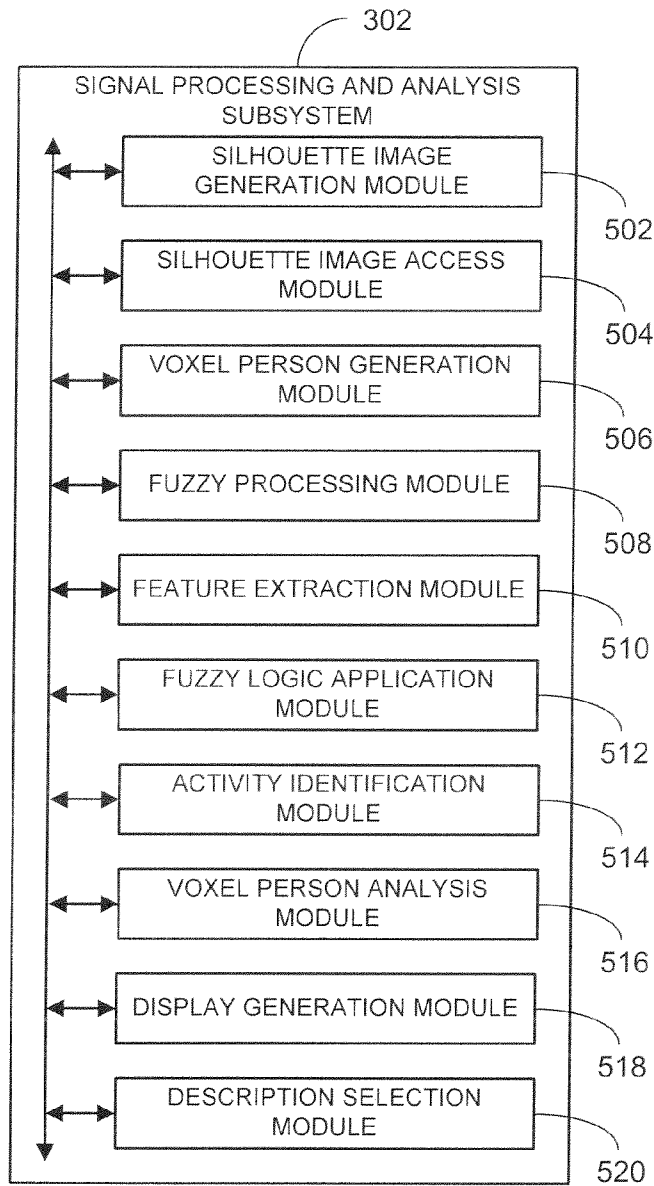 302
SIGNAL PROCESSING AND ANALYSIS
SUBSYSTEM
SILHOUETTE IMAGE
GENERATION MODULE
502
SILHOUETTE IMAGE ACCESS
MODULE
504
VOXEL PERSON GENERATION
MODULE
506
FUZZY PROCESSING MODULE
508
FEATURE EXTRACTION MODULE
510
FUZZY LOGIC APPLICATION
MODULE
512
ACTIVITY IDENTIFICATION
MODULE
514
VOXEL PERSON ANALYSIS
MODULE
516
DISPLAY GENERATION MODULE
518
DESCRIPTION SELECTION
MODULE
520